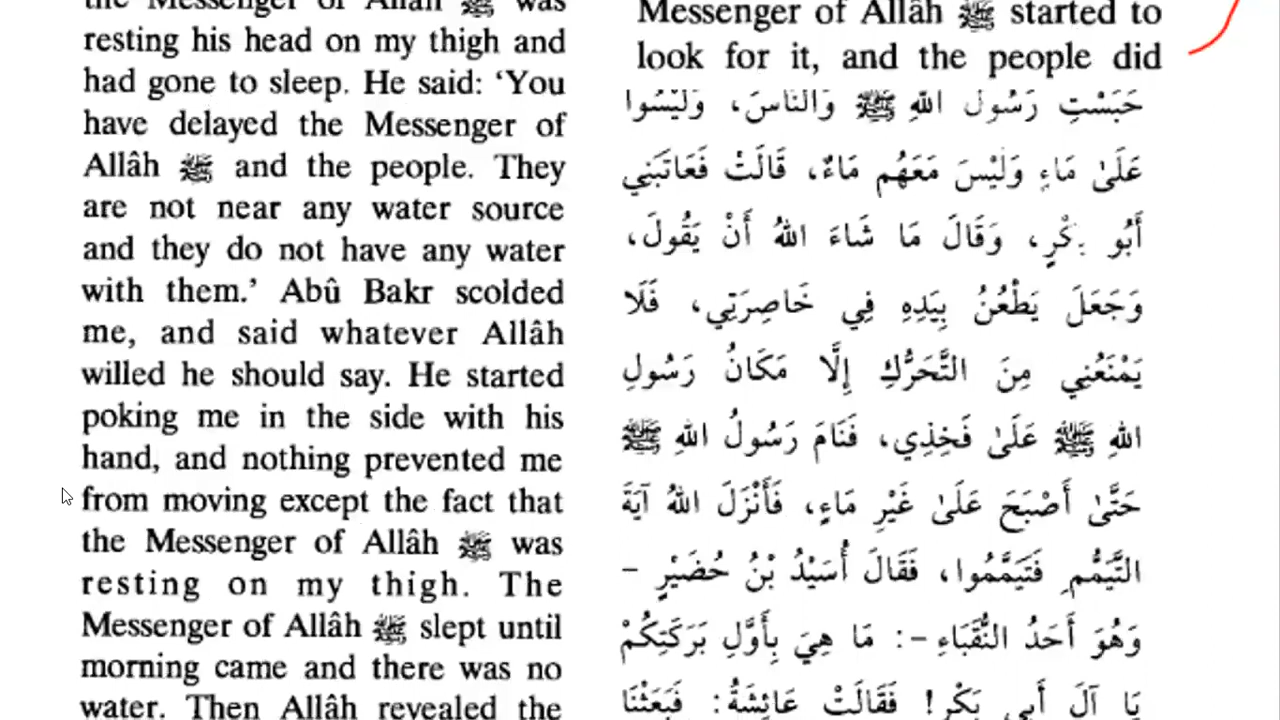 the Messenger of Allâh ﷺ was
resting his head on my thigh and
had gone to sleep. He said: ‘You
have delayed the Messenger of
Allâh ﷺ and the people. They
are not near any water source
and they do not have any water
with them.’ Abû Bakr scolded
me, and said whatever Allâh
willed he should say. He started
poking me in the side with his
hand, and nothing prevented me
from moving except the fact that
the Messenger of Allâh ﷺ was
resting on my thigh. The
Messenger of Allâh ﷺ slept until
morning came and there was no
water. Then Allâh revealed the
Messenger of Allâh ﷺ started to
look for it, and the people did
حَبَسْتِ رَسُولَ اللهِ ﷺ وَالنَّاسَ، وَلَيْسُوا
عَلَىٰ مَاءٍ وَلَيْسَ مَعَهُم مَاءٌ، قَالَتْ فَعَاتَبَنِي
أَبُو بَكْرٍ، وَقَالَ مَا شَاءَ اللهُ أَنْ يَقُولَ،
وَجَعَلَ يَطْعُنُ بِيَدِهِ فِي خَاصِرَتِي، فَلَا
يَمْنَعُنِي مِنَ التَّحَرُّكِ إِلَّا مَكَانُ رَسُولِ
اللهِ ﷺ عَلَىٰ فَخِذِي، فَنَامَ رَسُولُ اللهِ ﷺ
حَتَّىٰ أَصْبَحَ عَلَىٰ غَيْرِ مَاءٍ، فَأَنْزَلَ اللهُ آيَةَ
التَّيَمُّمِ فَتَيَمَّمُوا، فَقَالَ أُسَيْدُ بْنُ حُضَيْرٍ -
وَهُوَ أَحَدُ النُّقَبَاءِ -: مَا هِيَ بِأَوَّلِ بَرَكَتِكُمْ
يَا آلَ أَبِي بَكْرٍ! فَقَالَتْ عَائِشَةُ: فَبَعَثْنَا